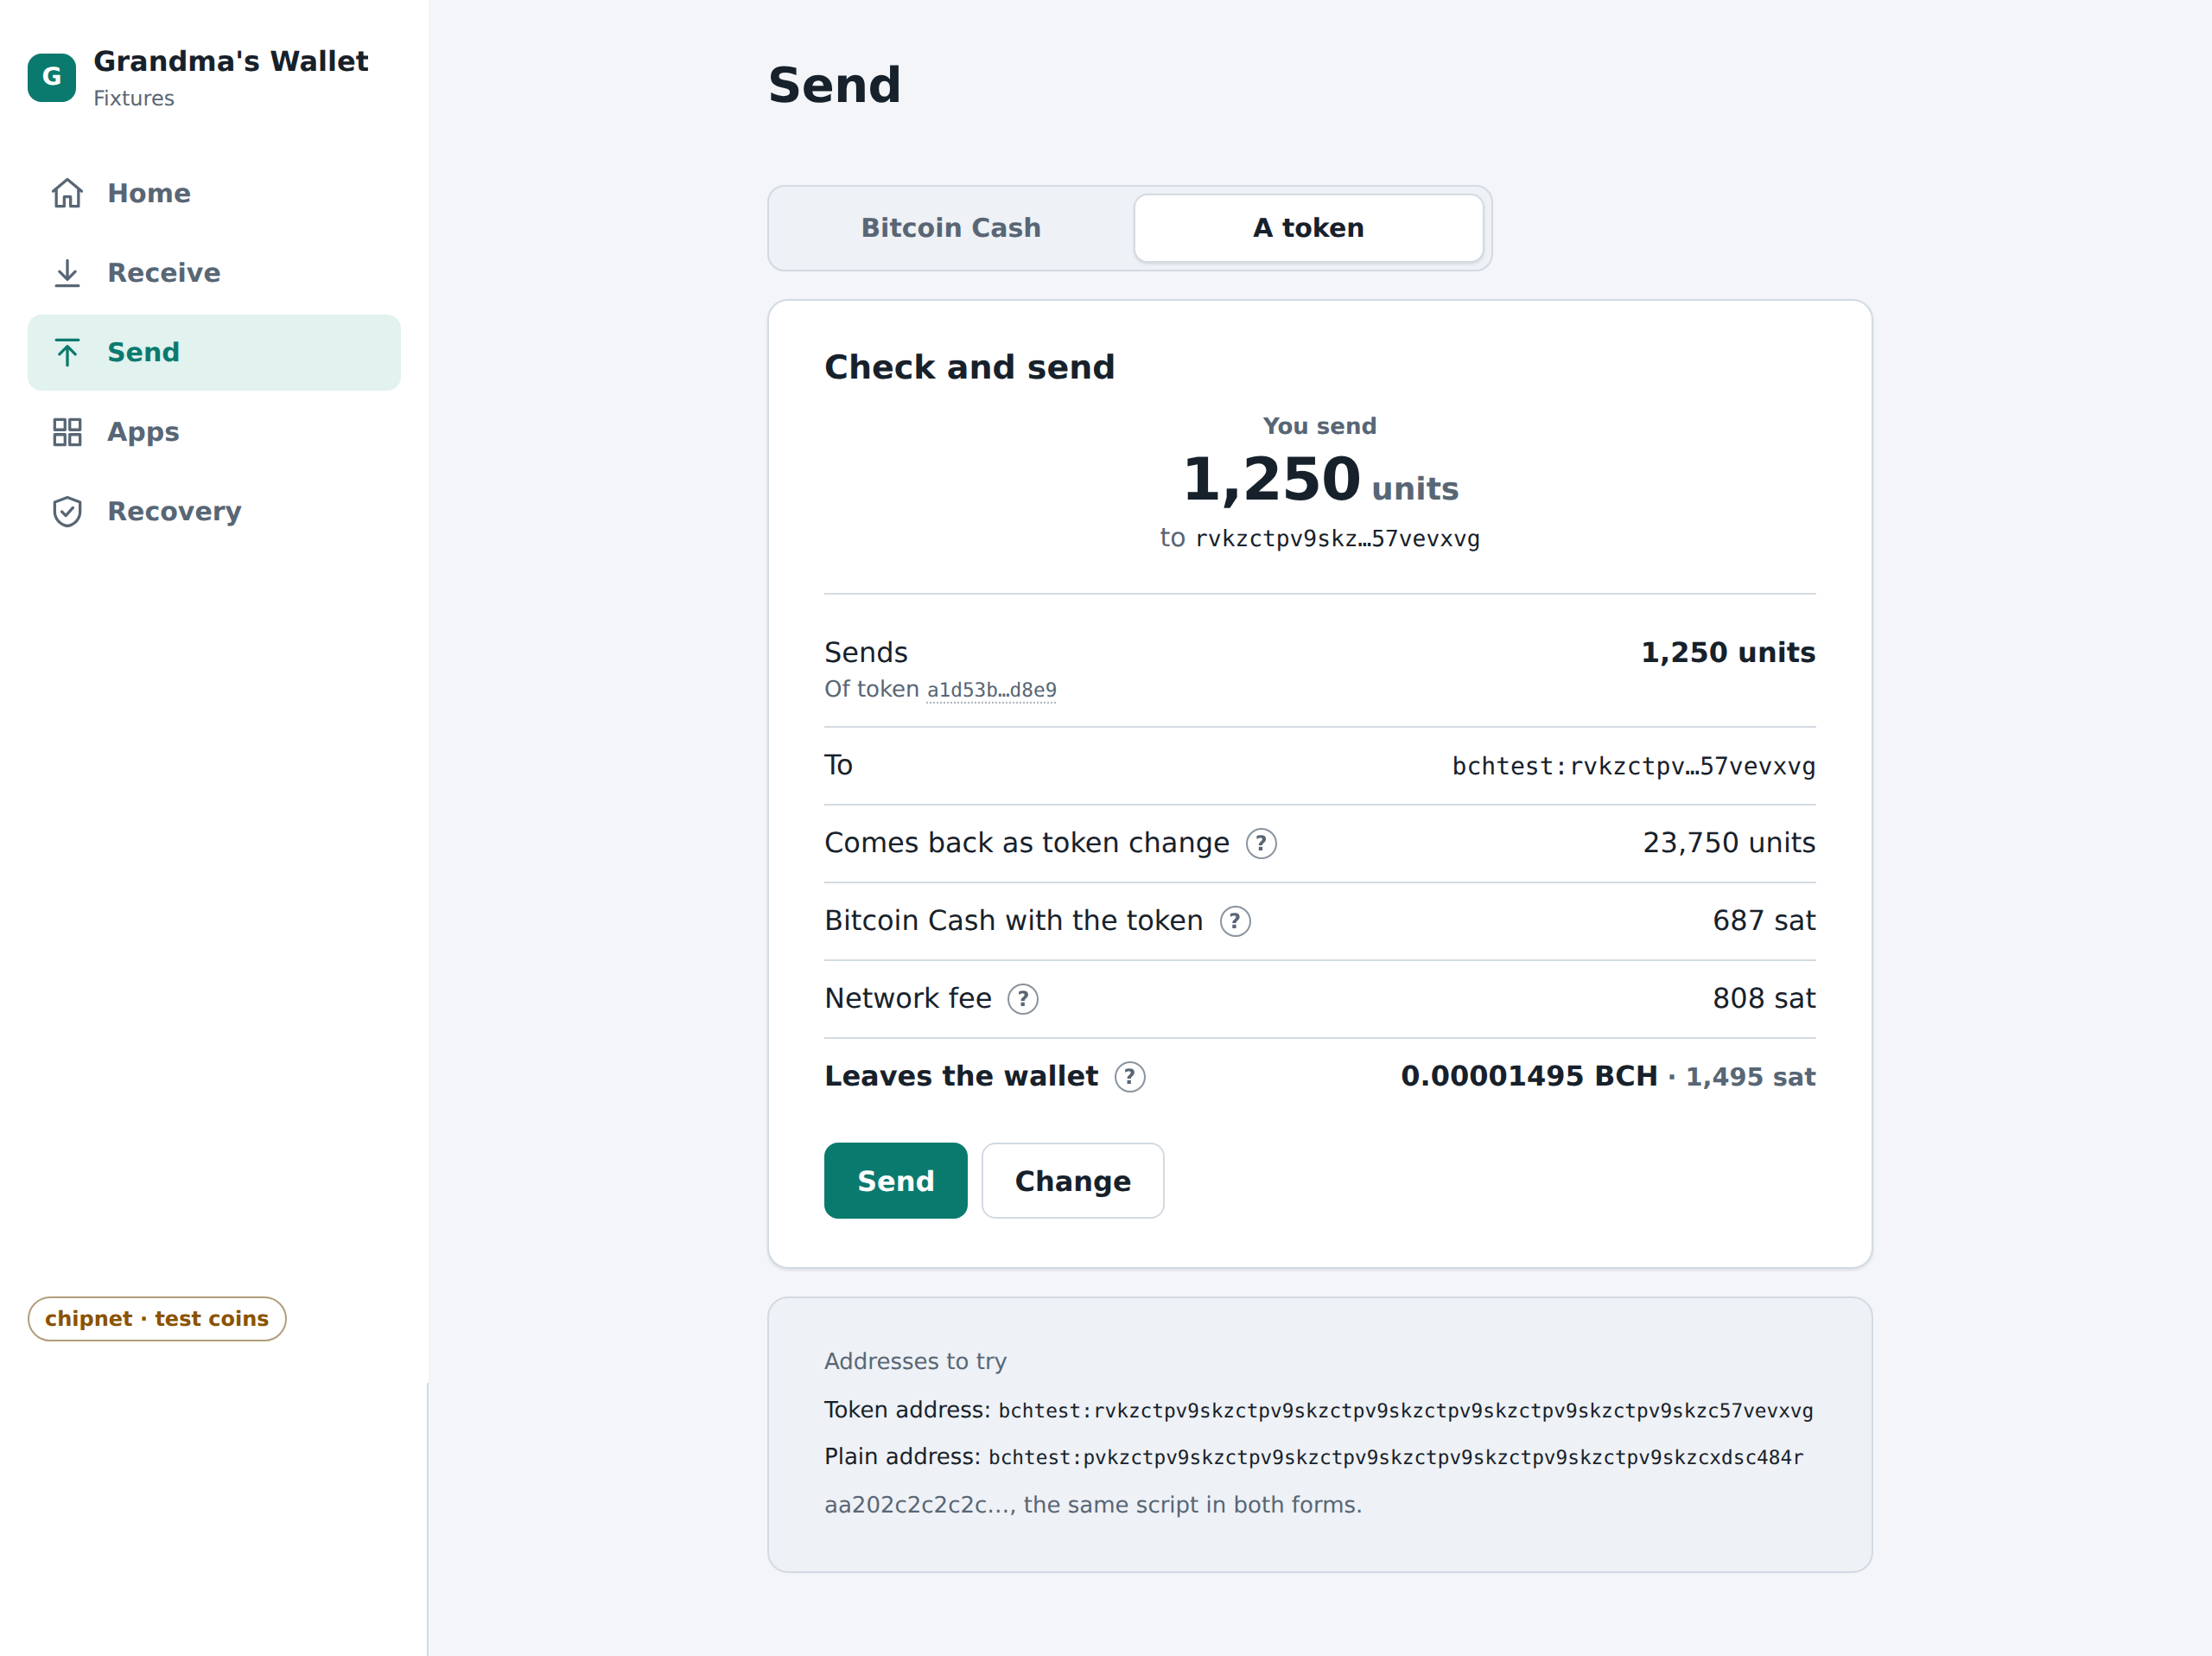 G
Grandma's Wallet
Fixtures
Home
Receive
Send
Apps
Recovery
chipnet · test coins
Send
Bitcoin Cash
A token
Check and send
You send
1,250 units
to rvkzctpv9skz…57vevxvg
Sends 1,250 units
Of token a1d53b…d8e9
To bchtest:rvkzctpv…57vevxvg
Comes back as token change ? 23,750 units
Bitcoin Cash with the token ? 687 sat
Network fee ? 808 sat
Leaves the wallet ? 0.00001495 BCH · 1,495 sat
Send
Change
Addresses to try
Token address: bchtest:rvkzctpv9skzctpv9skzctpv9skzctpv9skzctpv9skzctpv9skzc57vevxvg
Plain address: bchtest:pvkzctpv9skzctpv9skzctpv9skzctpv9skzctpv9skzctpv9skzcxdsc484r
aa202c2c2c2c…, the same script in both forms.